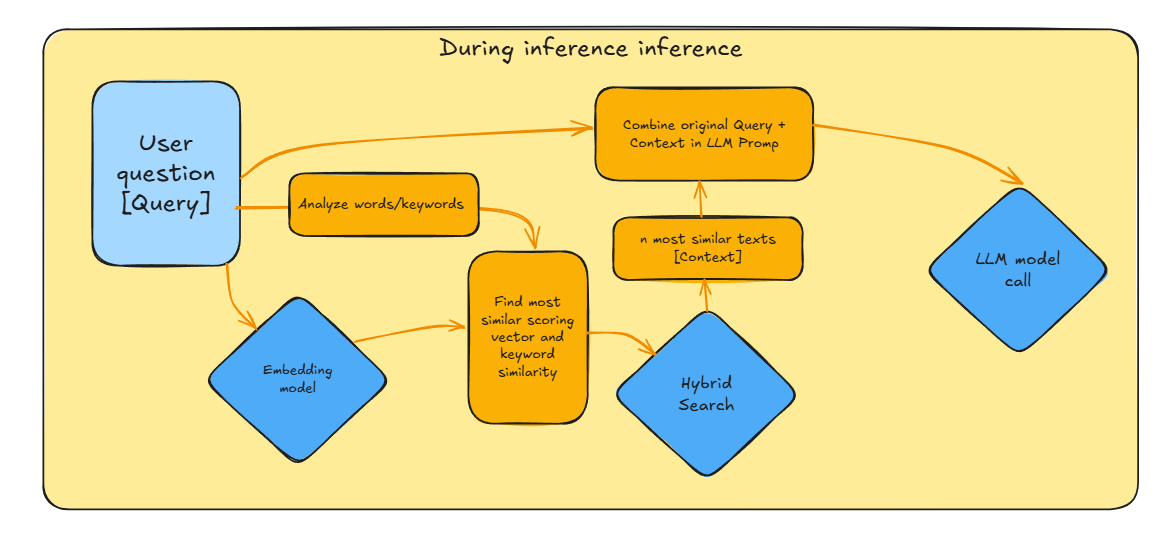 During inference inference
User
question
[Query]
Combine original Query +
Context in LLM Promp
Analyze words/keywords
n most similar texts
[Context]
LLM model
call
Find most
similar scoring
vector and
keyword
similarity
Embedding
model
Hybrid
Search